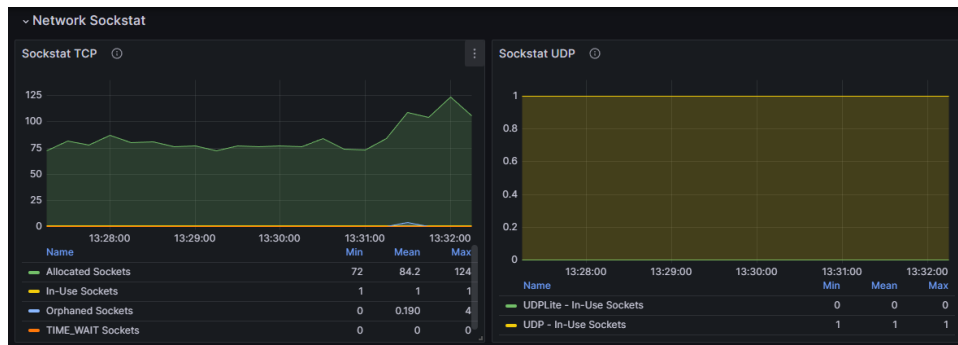 Network Sockstat
Sockstat TCP
125
100
75
50
25
0
13:28:00 13:29:00 13:30:00 13:31:00 13:32:00
Name Min Mean Max
Allocated Sockets 72 84.2 124
In-Use Sockets 1 1 1
Orphaned Sockets 0 0.190 4
TIME_WAIT Sockets 0 0 0
Sockstat UDP
1
0.8
0.6
0.4
0.2
0
13:28:00 13:29:00 13:30:00 13:31:00 13:32:00
Name Min Mean Max
UDPLite - In-Use Sockets 0 0 0
UDP - In-Use Sockets 1 1 1